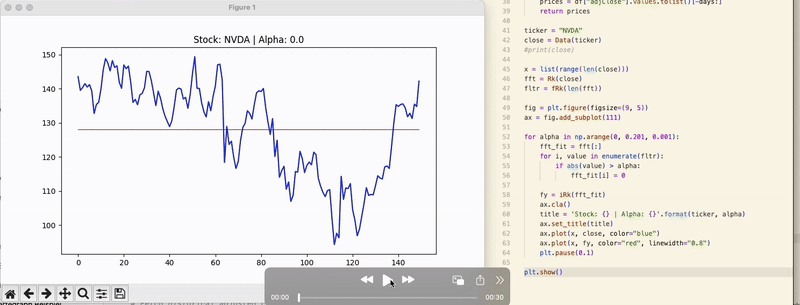 Figure 1
Stock: NVDA | Alpha: 0.0
150
140
130
120
110
100
0
20
40
60
80
100
120
140
00:00
00:30
38 prices = df["adjClose"].values.tolist()[-days:]
39 return prices
40
41 ticker = "NVDA"
42 close = Data(ticker)
43 #print(close)
44
45 x = list(range(len(close)))
46 fft = Rk(close)
47 fltr = fRk(len(fft))
48
49 fig = plt.figure(figsize=(9, 5))
50 ax = fig.add_subplot(111)
51
52 for alpha in np.arange(0, 0.201, 0.001):
53 fft_fit = fft[:]
54 for i, value in enumerate(fltr):
55 if abs(value) > alpha:
56 fft_fit[i] = 0
57
58 fy = iRk(fft_fit)
59 ax.cla()
60 title = 'Stock: {} | Alpha: {}'.format(ticker, alpha)
61 ax.set_title(title)
62 ax.plot(x, close, color="blue")
63 ax.plot(x, fy, color="red", linewidth="0.8")
64 plt.pause(0.1)
65
66 plt.show()